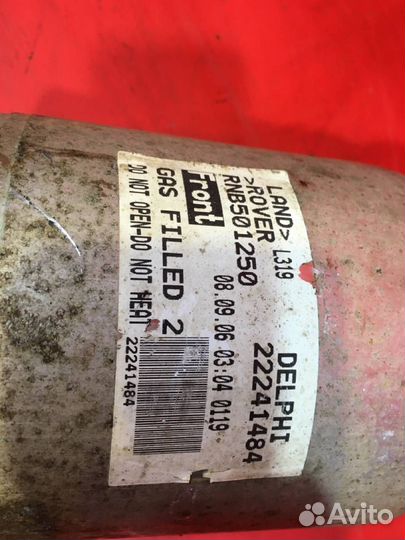 LAND> L319
>ROVER
RNB501250
Front
GAS FILLED 2
DO NOT OPEN-DO NOT HEAT
08.09.06 03:04 0119
DELPHI
22241484
22241484
Avito